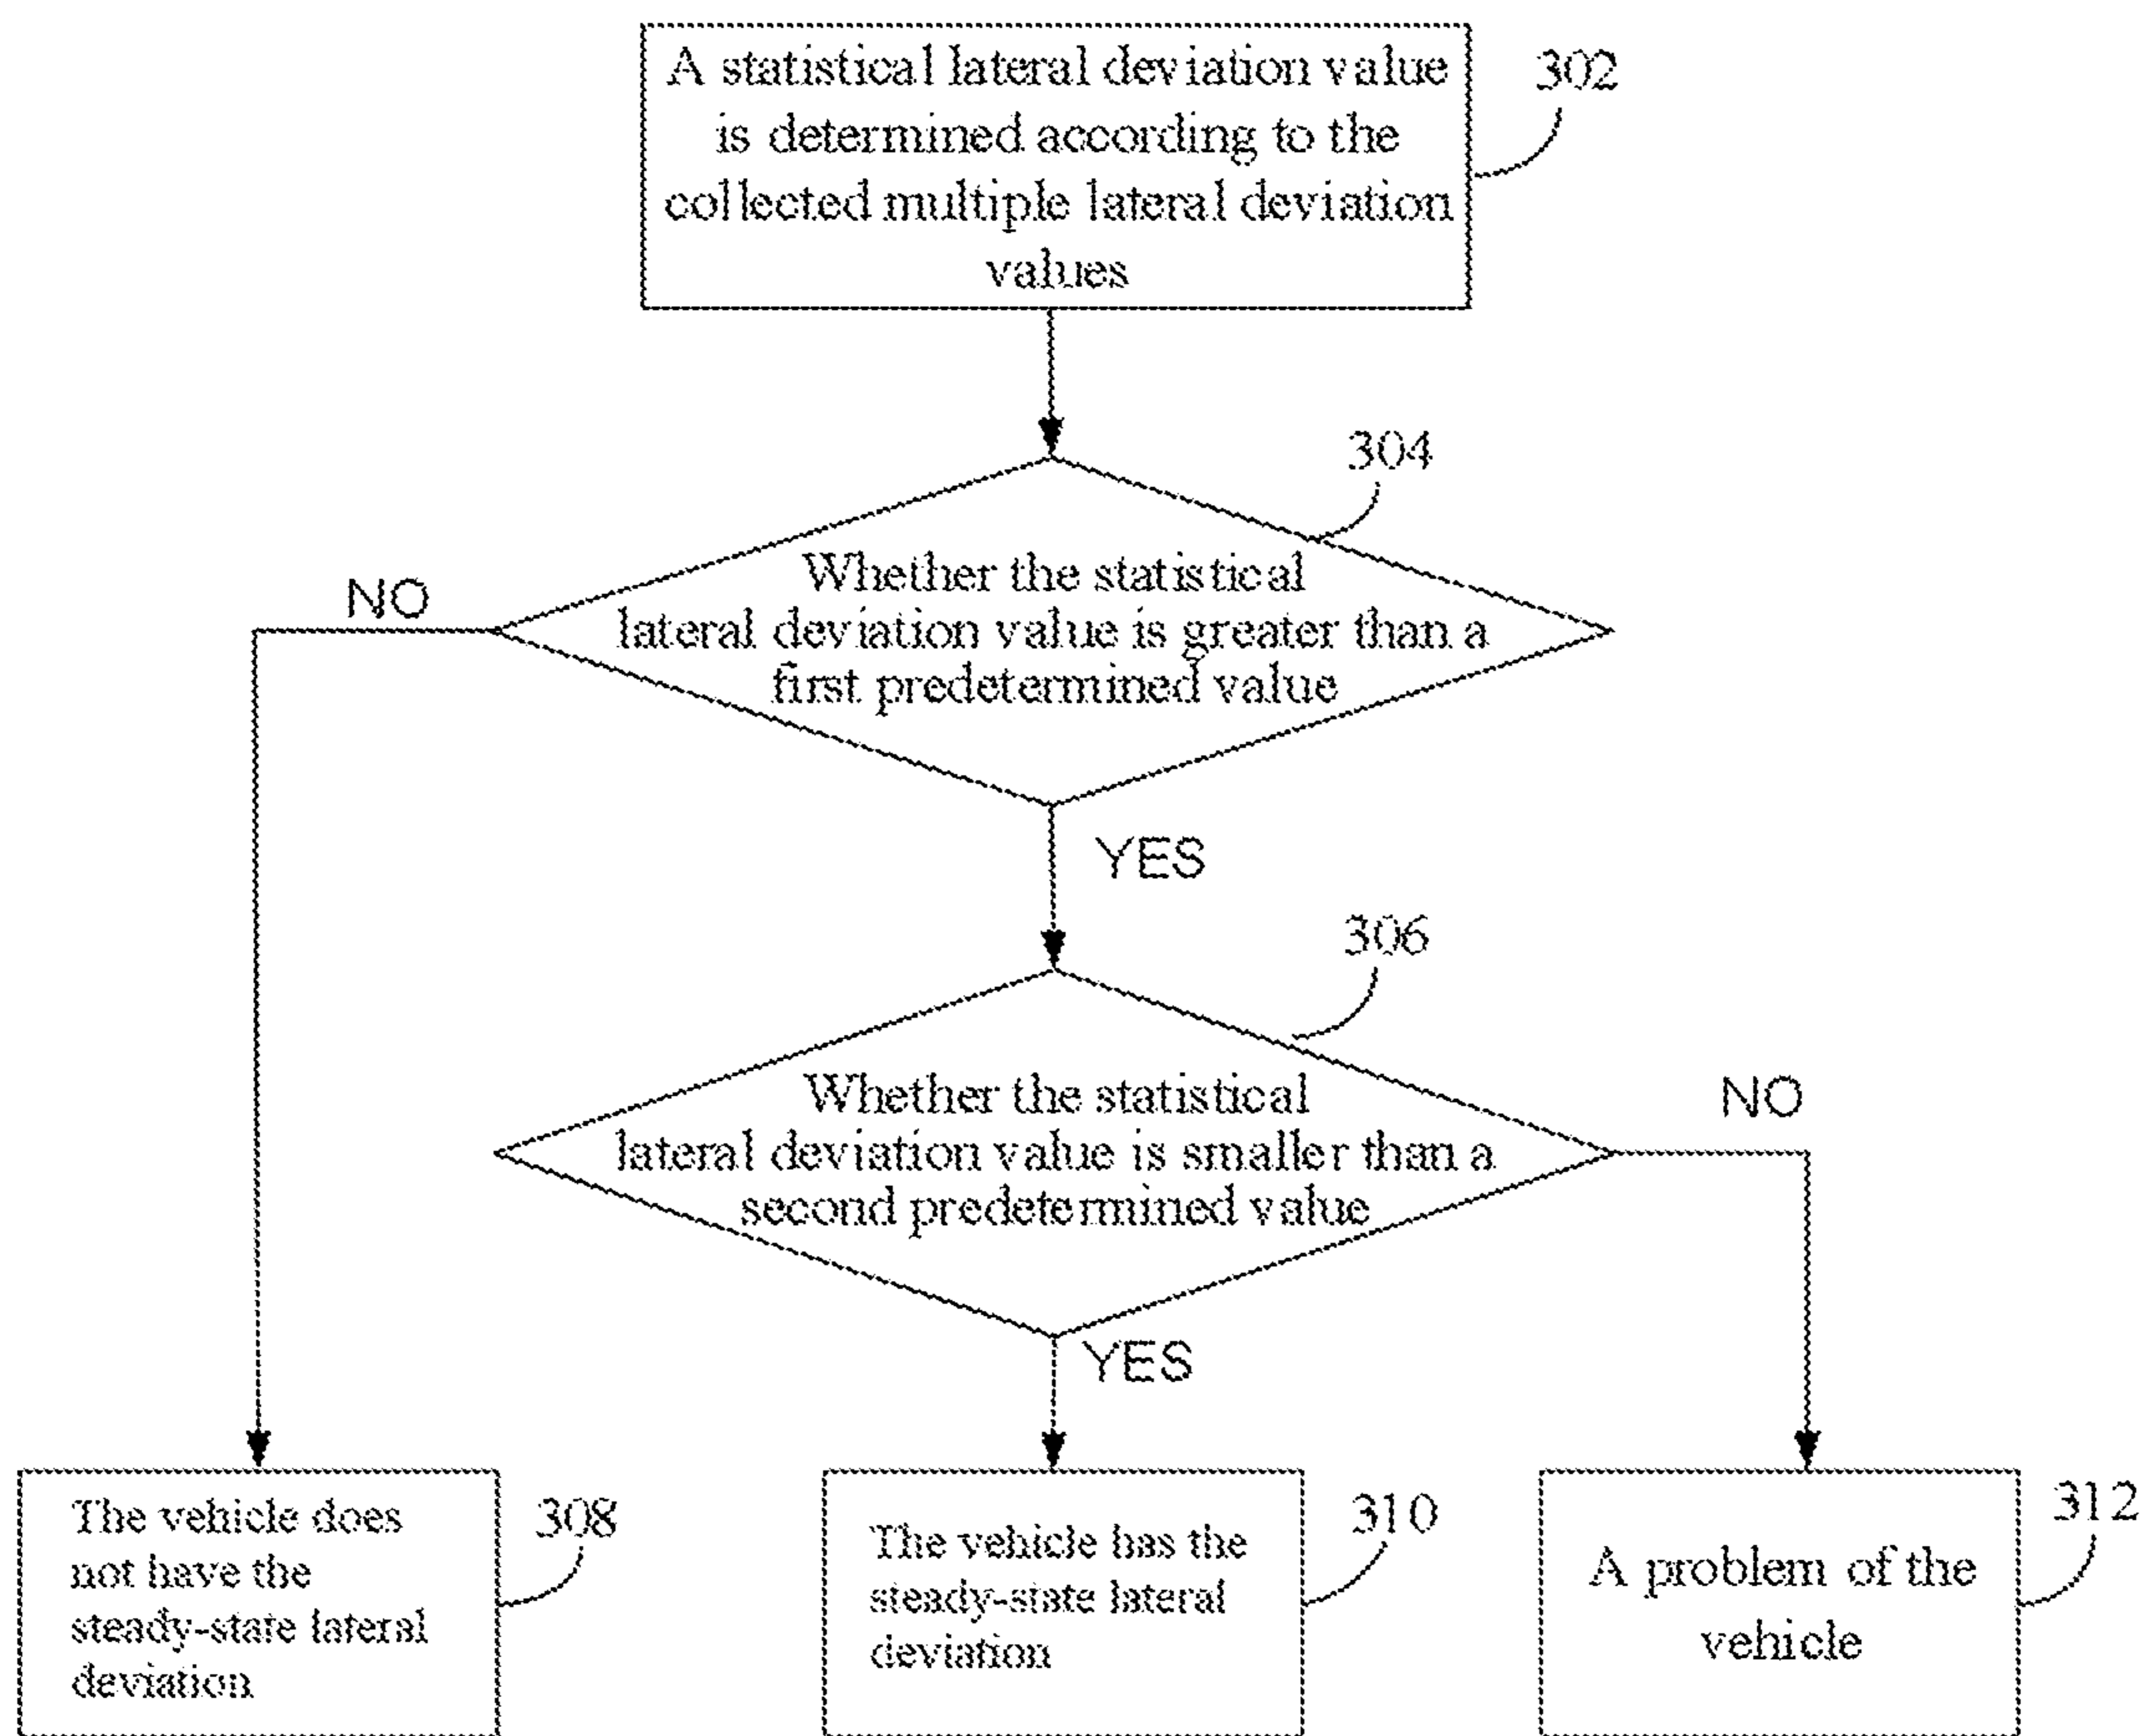 A statistical lateral deviation value
is determined according to the
collected multiple lateral deviation
values
302
304
Whether the statistical
lateral deviation value is greater than a
first predetermined value
NO
YES
306
Whether the statistical
lateral deviation value is smaller than a
second predetermined value
NO
YES
The vehicle does
not have the
steady-state lateral
deviation
308
The vehicle has the
steady-state lateral
deviation
310
A problem of the
vehicle
312